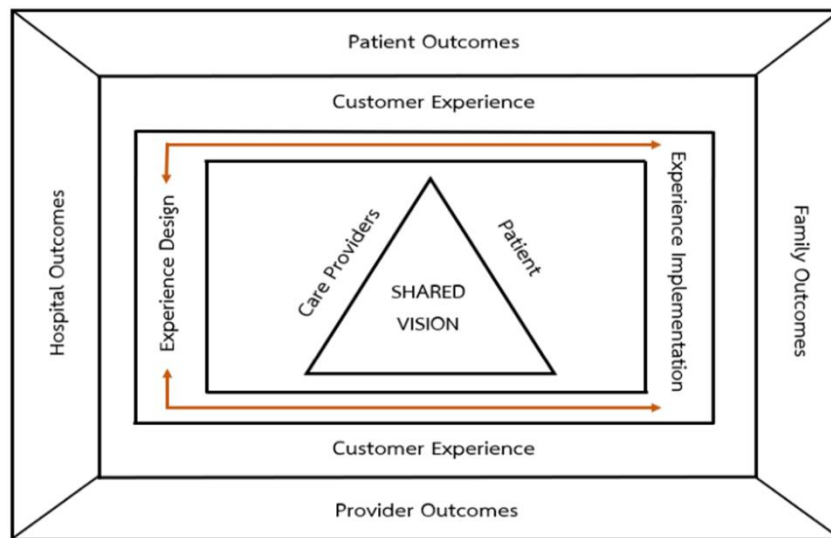 Patient Outcomes
Customer Experience
Hospital Outcomes
Experience Design
Care Providers
Patient
SHARED
VISION
Experience Implementation
Family Outcomes
Customer Experience
Provider Outcomes